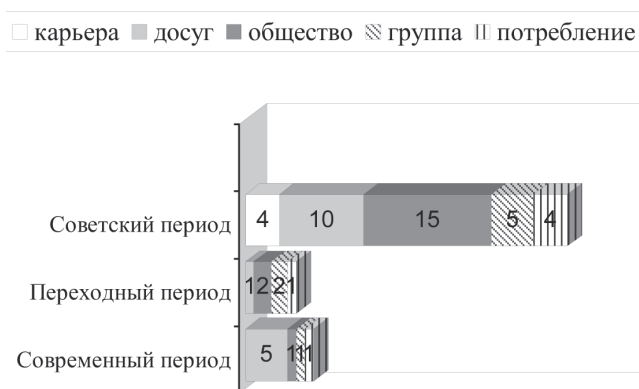 карьера досуг общество группа потребление
Советский период 4 10 15 5 4
Переходный период 1 2 2 1
Современный период 5 1 1 1